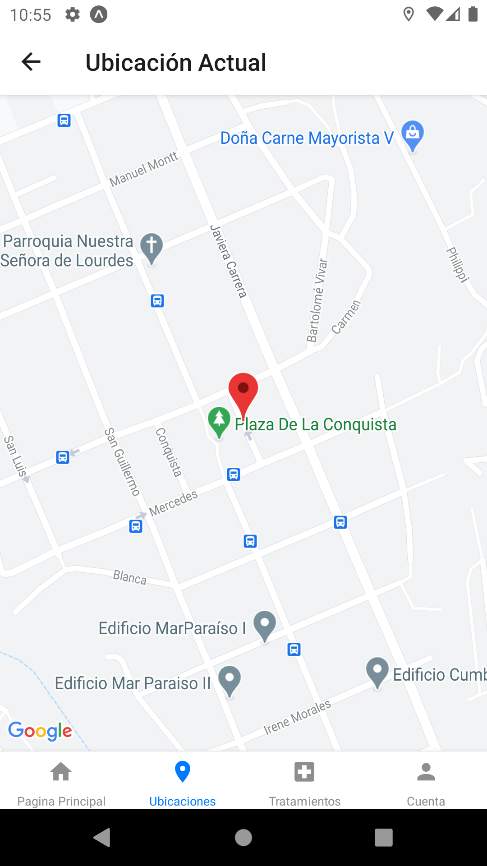 10:55
Ubicación Actual
Doña Carne Mayorista V
Manuel Montt
Parroquia Nuestra
Señora de Lourdes
Javiera Carrera
Philippi
Bartolomé Vivar
Carmen
Plaza De La Conquista
San Luis
San Guillermo
Conquista
Mercedes
Blanca
Edificio MarParaíso I
Edificio Mar Paraiso II
Edificio Cumb
Irene Morales
Google
Pagina Principal
Ubicaciones
Tratamientos
Cuenta